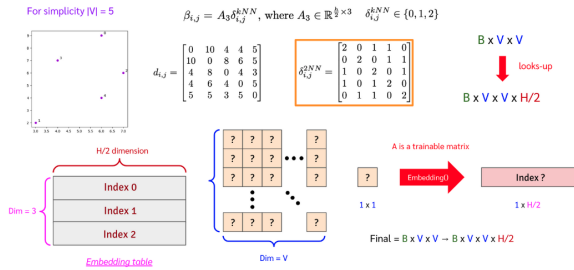 For simplicity |V| = 5
β_{i,j} = A_3δ_{i,j}^{kNN}, where A_3 ∈ ℝ^{h/2 × 3}   δ_{i,j}^{kNN} ∈ {0, 1, 2}
d_{i,j} =
0 10 4 4 5
10 0 8 6 5
4 8 0 4 3
4 6 4 0 5
5 5 3 5 0
δ_{i,j}^{2NN} =
2 0 1 1 0
0 2 0 1 1
1 0 2 0 1
1 0 1 2 0
0 1 1 0 2
B x V x V
looks-up
B x V x V x H/2
H/2 dimension
Dim = 3
Index 0
Index 1
Index 2
Embedding table
? ? ? ?
? ? ? ?
? ? ? ?
Dim = V
A is a trainable matrix
?
Embedding()
Index ?
1 x 1
1 x H/2
Final = B x V x V → B x V x V x H/2